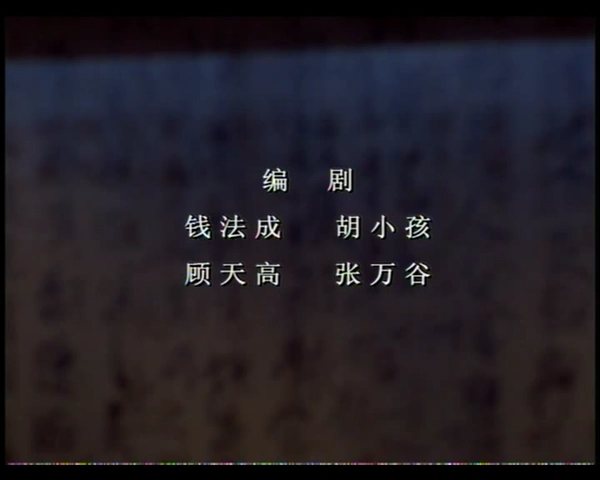 编 剧
钱法成 胡小孩
顾天高 张万谷